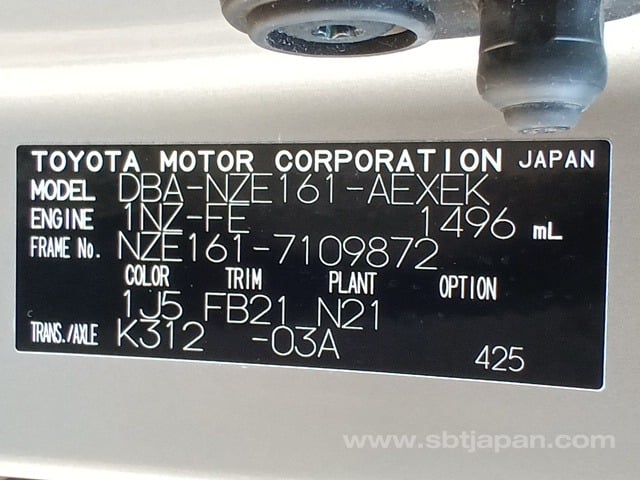 TOYOTA MOTOR CORPORATION JAPAN
MODEL DBA-NZE161-AEXEK
ENGINE 1NZ-FE 1496 mL
FRAME No. NZE161-7109872
COLOR TRIM PLANT OPTION
1J5 FB21 N21
TRANS./AXLE K312 -03A
425
www.sbtjapan.com